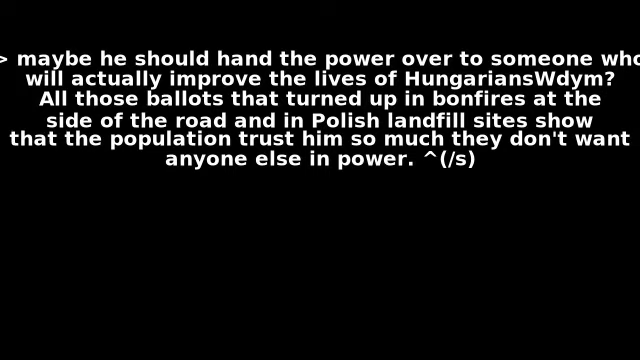 > maybe he should hand the power over to someone who
will actually improve the lives of HungariansWdym?
All those ballots that turned up in bonfires at the
side of the road and in Polish landfill sites show
that the population trust him so much they don't want
anyone else in power. ^(/s)